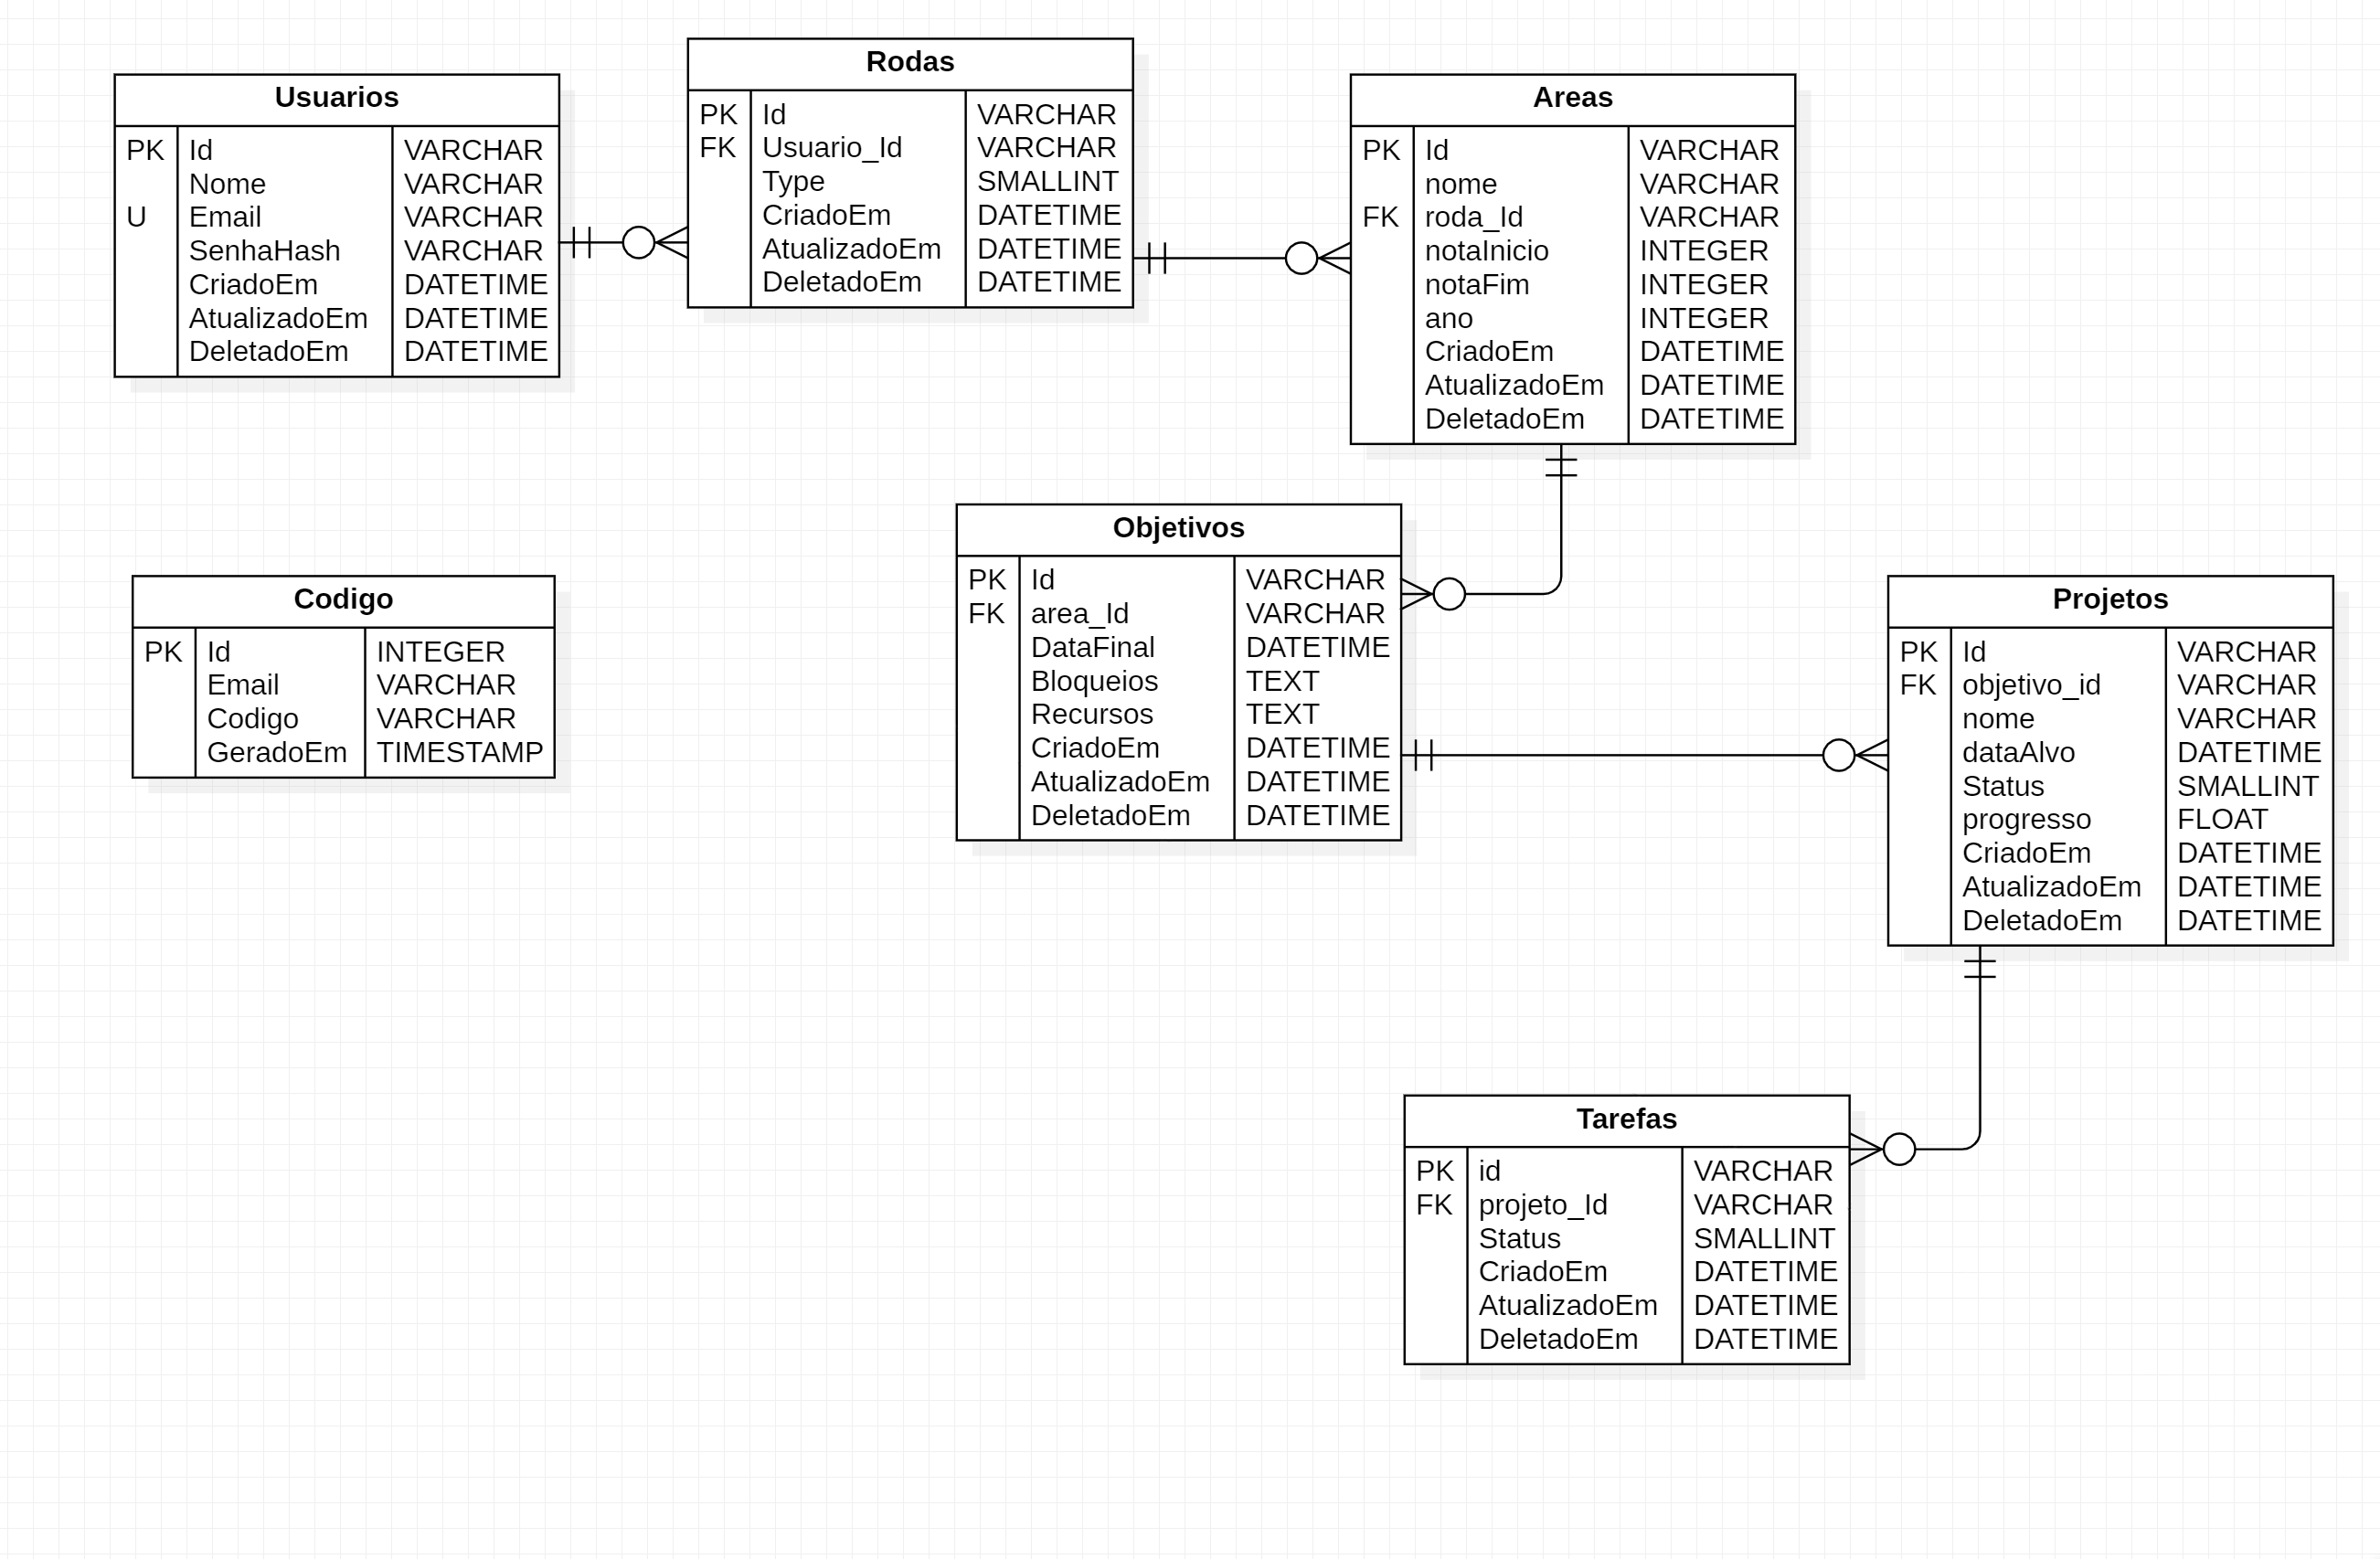 Usuarios
PK Id VARCHAR
Nome VARCHAR
U Email VARCHAR
SenhaHash VARCHAR
CriadoEm DATETIME
AtualizadoEm DATETIME
DeletadoEm DATETIME
Rodas
PK Id VARCHAR
FK Usuario_Id VARCHAR
Type SMALLINT
CriadoEm DATETIME
AtualizadoEm DATETIME
DeletadoEm DATETIME
Areas
PK Id VARCHAR
nome VARCHAR
FK roda_Id VARCHAR
notaInicio INTEGER
notaFim INTEGER
ano INTEGER
CriadoEm DATETIME
AtualizadoEm DATETIME
DeletadoEm DATETIME
Codigo
PK Id INTEGER
Email VARCHAR
Codigo VARCHAR
GeradoEm TIMESTAMP
Objetivos
PK Id VARCHAR
FK area_Id VARCHAR
DataFinal DATETIME
Bloqueios TEXT
Recursos TEXT
CriadoEm DATETIME
AtualizadoEm DATETIME
DeletadoEm DATETIME
Projetos
PK Id VARCHAR
FK objetivo_id VARCHAR
nome VARCHAR
dataAlvo DATETIME
Status SMALLINT
progresso FLOAT
CriadoEm DATETIME
AtualizadoEm DATETIME
DeletadoEm DATETIME
Tarefas
PK id VARCHAR
FK projeto_Id VARCHAR
Status SMALLINT
CriadoEm DATETIME
AtualizadoEm DATETIME
DeletadoEm DATETIME